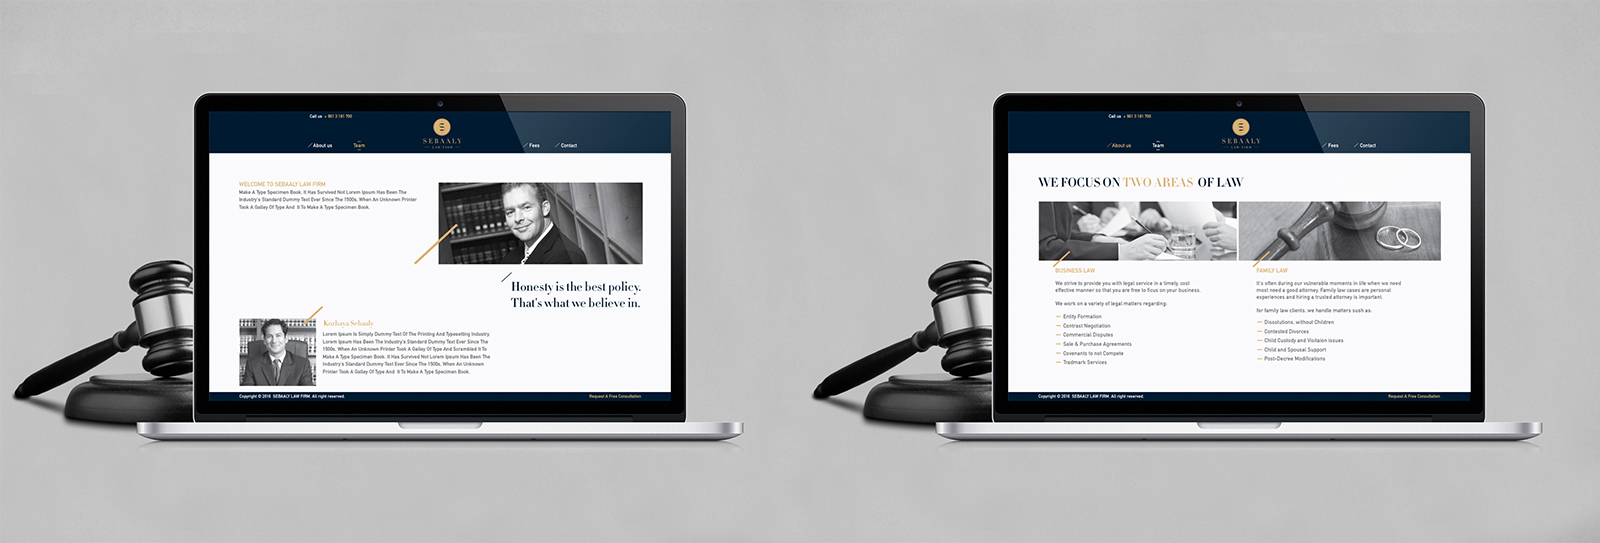 Call us + 961 3 181 700
SEBAALY
LAW FIRM
About us
Team
Fees
Contact
WELCOME TO SEBAALY LAW FIRM
Make A Type Specimen Book. It Has Survived Not Lorem Ipsum Has Been The
Industry's Standard Dummy Text Ever Since The 1500s, When An Unknown Printer
Took A Galley Of Type And It To Make A Type Specimen Book.
Honesty is the best policy.
That's what we believe in.
Kozhaya Sebaaly
Lorem Ipsum Is Simply Dummy Text Of The Printing And Typesetting Industry.
Lorem Ipsum Has Been The Industry's Standard Dummy Text Ever Since The
1500s, When An Unknown Printer Took A Galley Of Type And Scrambled It To
Make A Type Specimen Book. It Has Survived Not Lorem Ipsum Has Been The
Industry's Standard Dummy Text Ever Since The 1500s, When An Unknown
Printer Took A Galley Of Type And It To Make A Type Specimen Book.
Copyright © 2016 SEBAALY LAW FIRM. All right reserved.
Request A Free Consultation
Call us + 961 3 181 700
SEBAALY
LAW FIRM
About us
Team
Fees
Contact
WE FOCUS ON TWO AREAS OF LAW
BUSINESS LAW
We strive to provide you with legal service in a timely, cost
effective manner so that you are free to focus on your business.
We work on a variety of legal matters regarding:
Entity Formation
Contract Negotiation
Commercial Disputes
Sale & Purchase Agreements
Covenants to not Compete
Tradmark Services
FAMILY LAW
It's often during our vulnerable moments in life when we need
most need a good attorney. Family law cases are personal
experiences and hiring a trusted attorney is important.
for family law clients, we handle matters sush as:
Dissolutions, without Children
Contested Divorces
Child Custody and Visitaion issues
Child and Spousal Support
Post-Decree Modifications
Copyright © 2016 SEBAALY LAW FIRM. All right reserved.
Request A Free Consultation